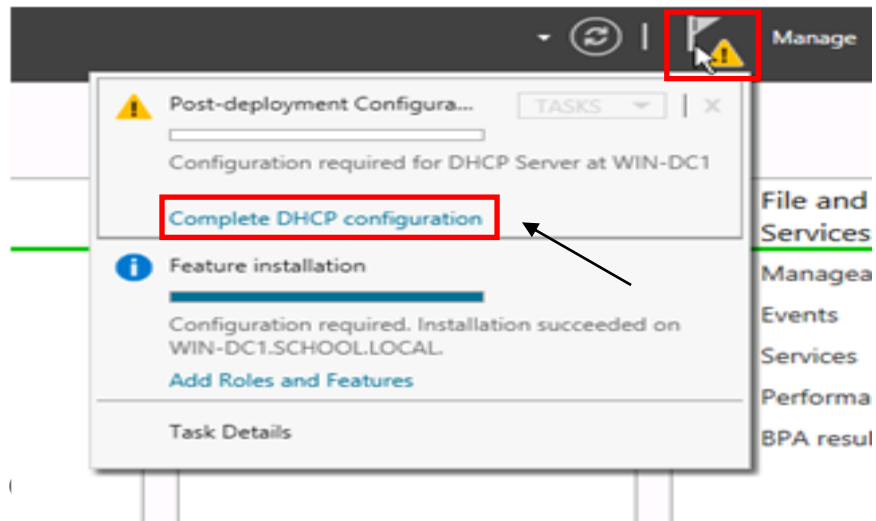 Manage
Post-deployment Configura...
TASKS
Configuration required for DHCP Server at WIN-DC1
Complete DHCP configuration
Feature installation
Configuration required. Installation succeeded on
WIN-DC1.SCHOOL.LOCAL.
Add Roles and Features
Task Details
File and
Services
Managea
Events
Services
Performa
BPA resul